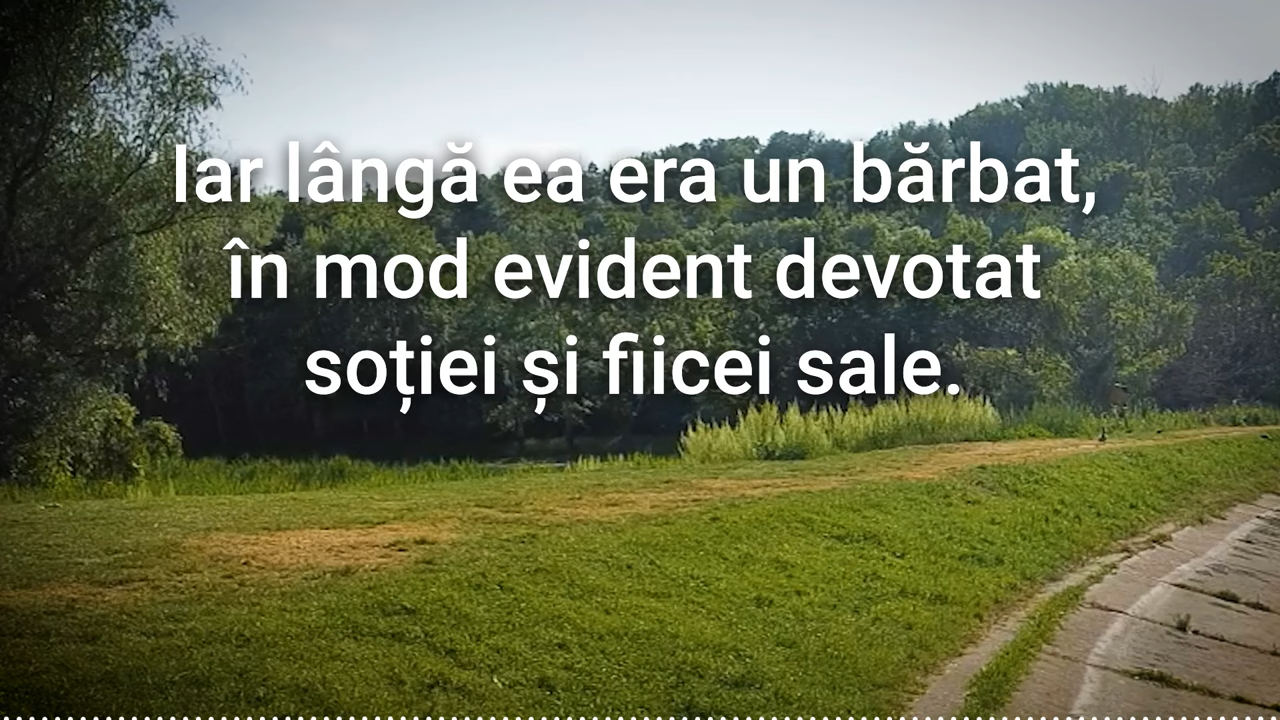 Iar lângă ea era un bărbat,
în mod evident devotat
soției și fiicei sale.